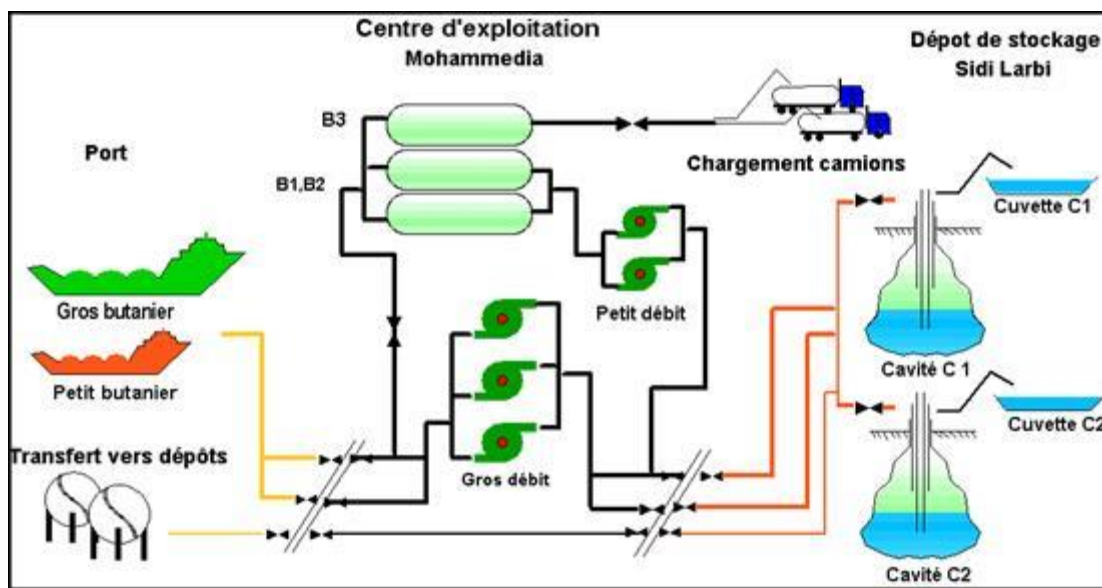 Centre d'exploitation
Mohammedia
Dépot de stockage
Sidi Larbi
Port
B3
B1,B2
Chargement camions
Cuvette C1
Gros butanier
Petit débit
Petit butanier
Cavité C 1
Transfert vers dépôts
Gros débit
Cuvette C2
Cavité C2